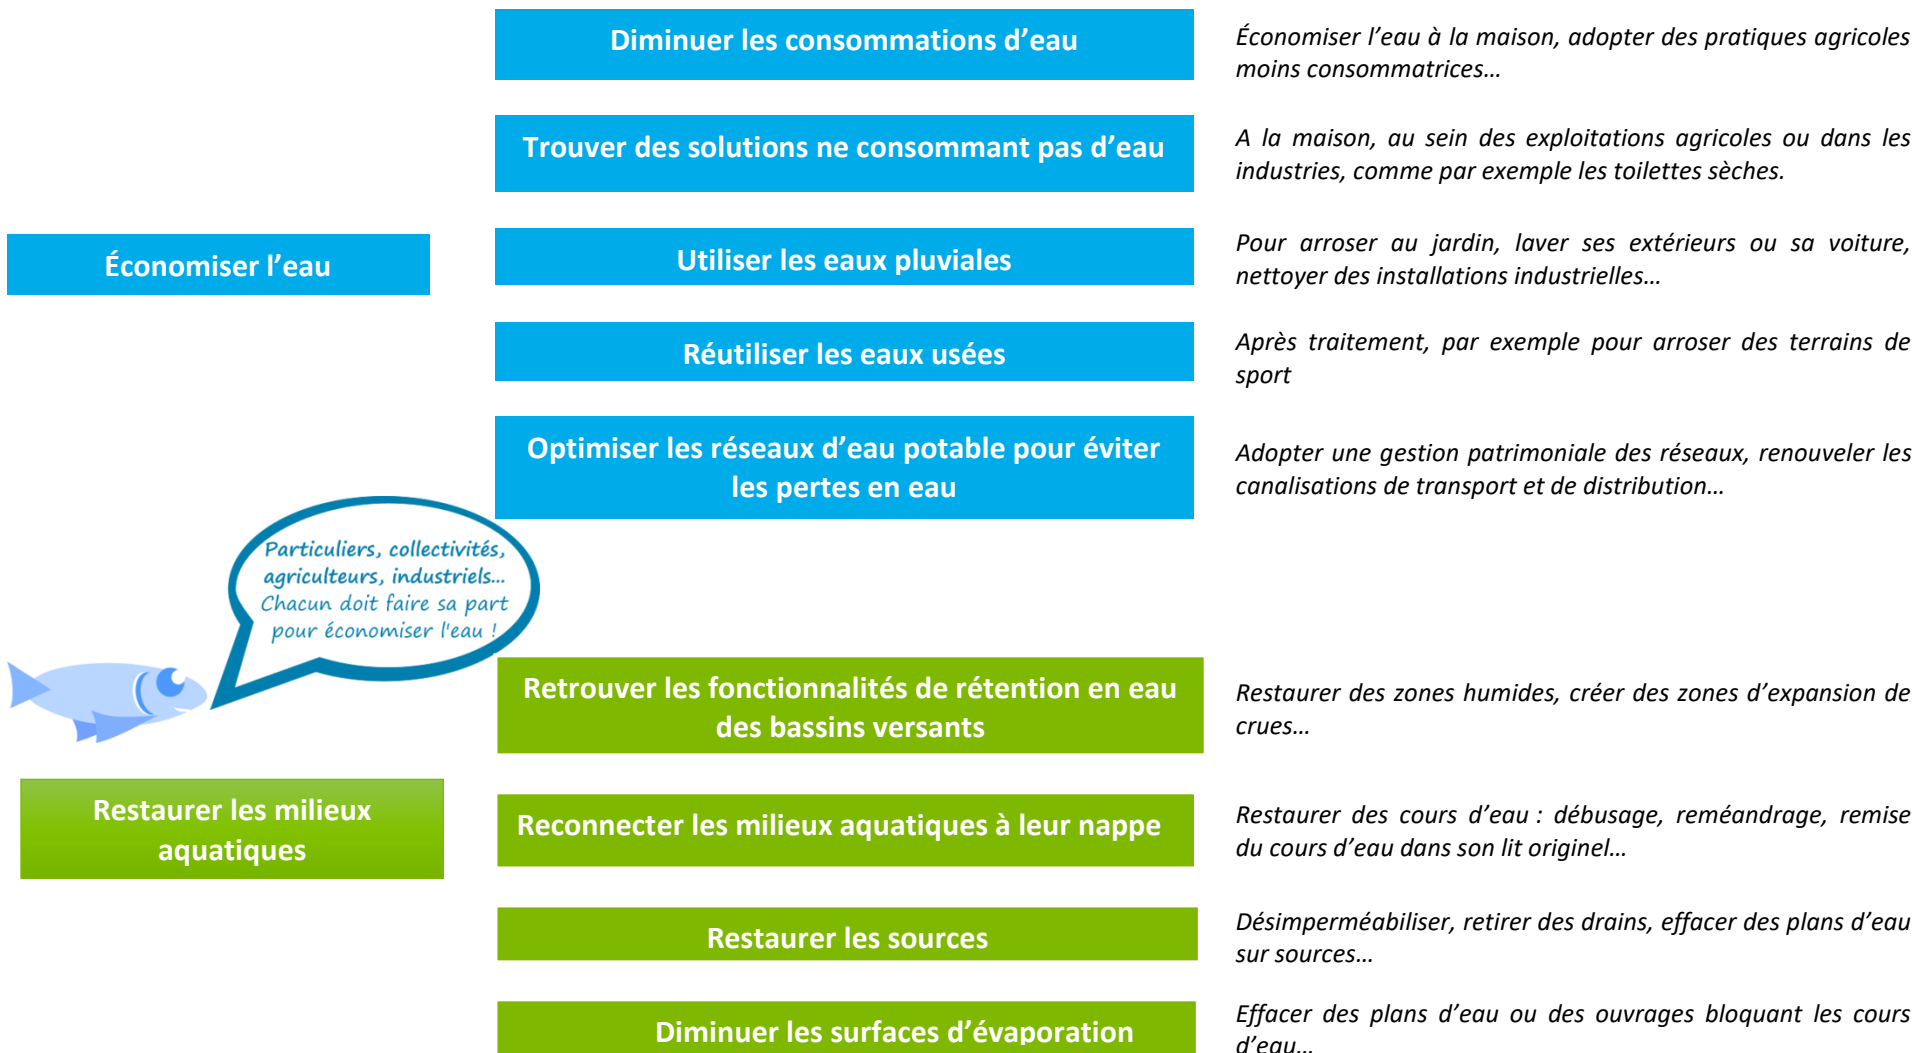 Diminuer les consommations d’eau
Économiser l’eau à la maison, adopter des pratiques agricoles
moins consommatrices…
Trouver des solutions ne consommant pas d’eau
A la maison, au sein des exploitations agricoles ou dans les
industries, comme par exemple les toilettes sèches.
Économiser l’eau
Utiliser les eaux pluviales
Pour arroser au jardin, laver ses extérieurs ou sa voiture,
nettoyer des installations industrielles…
Réutiliser les eaux usées
Après traitement, par exemple pour arroser des terrains de
sport
Optimiser les réseaux d’eau potable pour éviter
les pertes en eau
Adopter une gestion patrimoniale des réseaux, renouveler les
canalisations de transport et de distribution…
Particuliers, collectivités,
agriculteurs, industriels...
Chacun doit faire sa part
pour économiser l'eau !
Retrouver les fonctionnalités de rétention en eau
des bassins versants
Restaurer des zones humides, créer des zones d’expansion de
crues…
Restaurer les milieux
aquatiques
Reconnecter les milieux aquatiques à leur nappe
Restaurer des cours d’eau : débusage, reméandrage, remise
du cours d’eau dans son lit originel…
Restaurer les sources
Désimperméabiliser, retirer des drains, effacer des plans d’eau
sur sources…
Diminuer les surfaces d’évaporation
Effacer des plans d’eau ou des ouvrages bloquant les cours
d’eau…